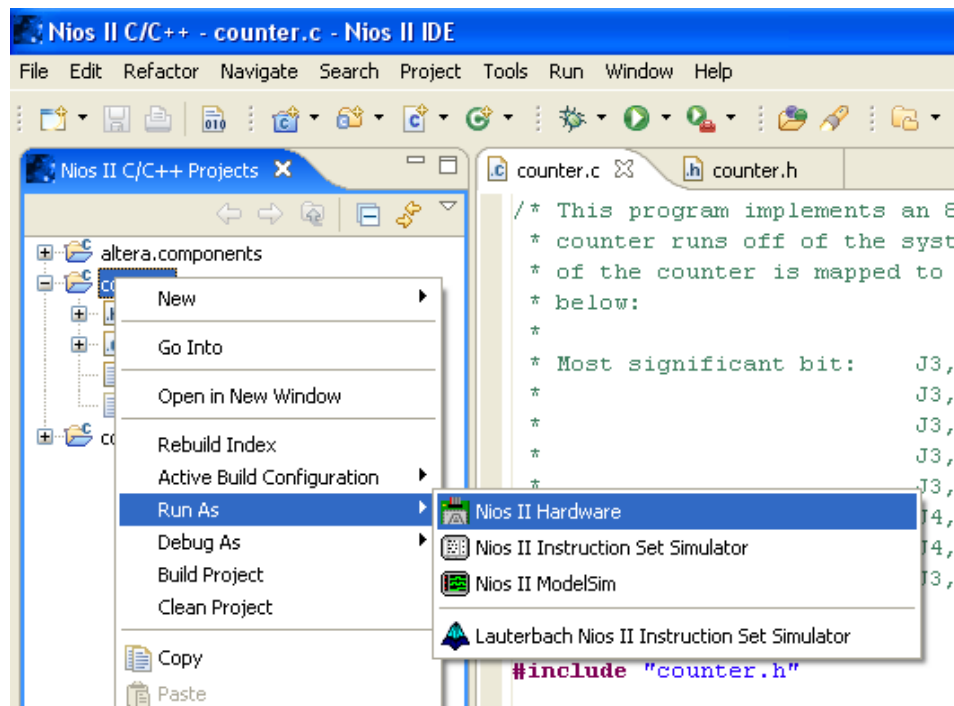 Nios II C/C++ - counter.c - Nios II IDE
File Edit Refactor Navigate Search Project Tools Run Window Help
010
Nios II C/C++ Projects
counter.c
counter.h
altera.components
New
Go Into
Open in New Window
Rebuild Index
Active Build Configuration
Run As
Debug As
Build Project
Clean Project
Copy
Paste
Nios II Hardware
Nios II Instruction Set Simulator
Nios II ModelSim
Lauterbach Nios II Instruction Set Simulator
/* This program implements an 8
* counter runs off of the syst
* of the counter is mapped to
* below:
*
* Most significant bit: J3,
* J3,
* J3,
* J3,
* J3,
J4,
J4,
J3,
#include "counter.h"